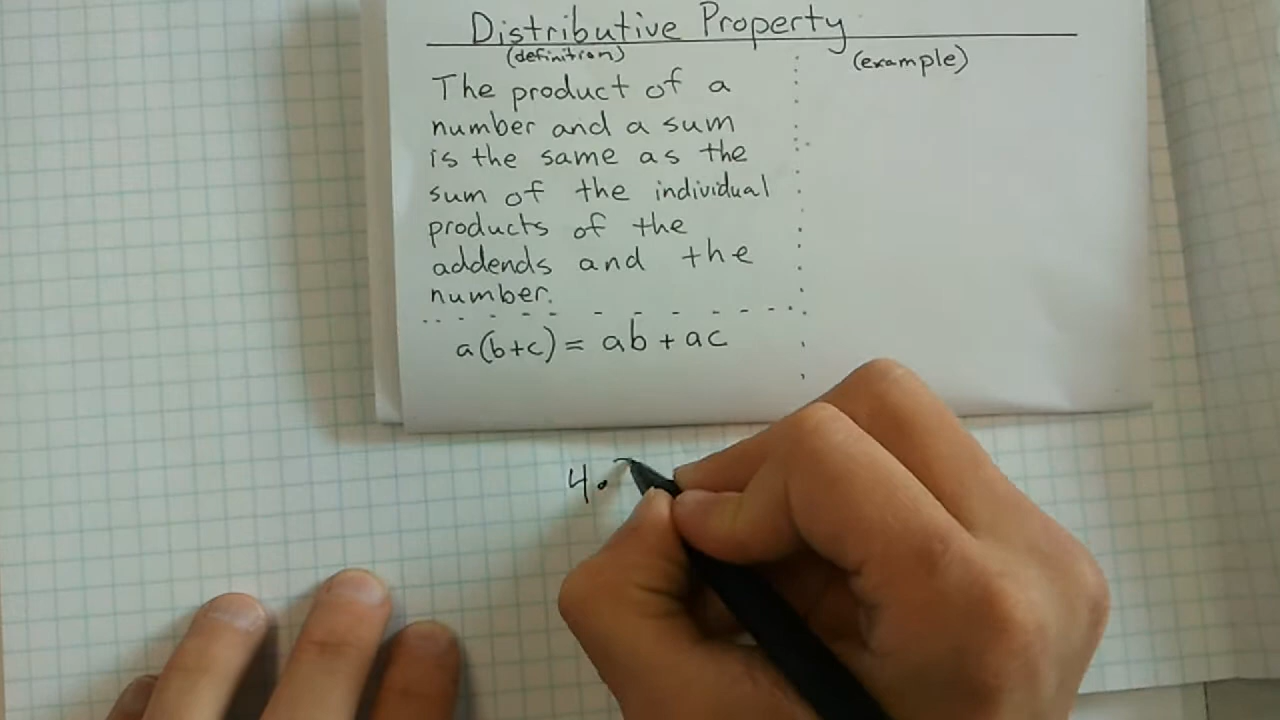 Distributive Property
(definition)
(example)
The product of a
number and a sum
is the same as the
sum of the individual
products of the
addends and the
number.
a(b+c) = ab + ac
4 •